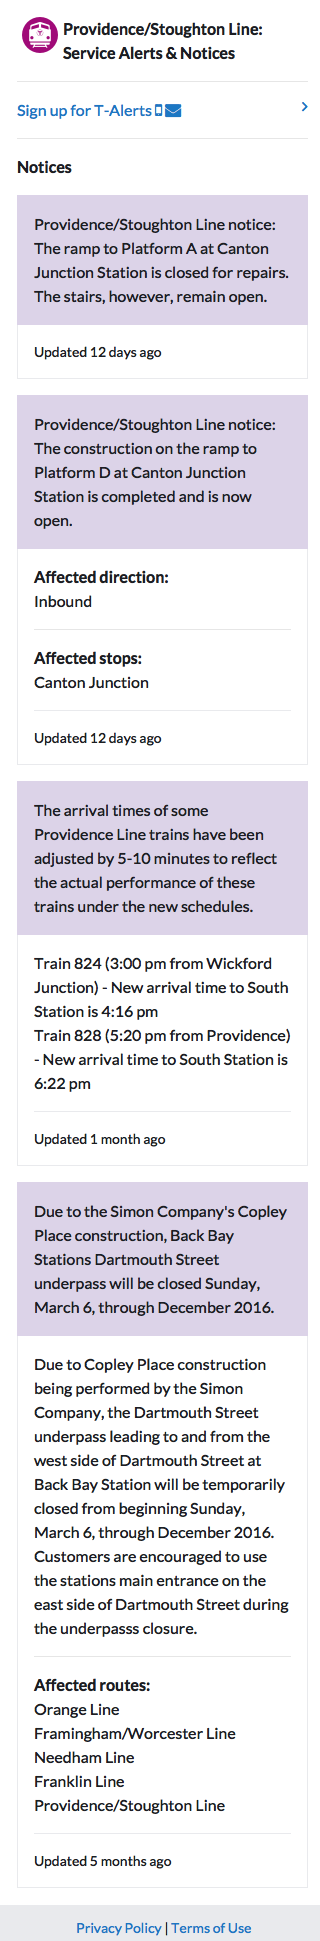 Providence/Stoughton Line:
Service Alerts & Notices
Sign up for T-Alerts
Notices
Providence/Stoughton Line notice:
The ramp to Platform A at Canton
Junction Station is closed for repairs.
The stairs, however, remain open.
Updated 12 days ago
Providence/Stoughton Line notice:
The construction on the ramp to
Platform D at Canton Junction
Station is completed and is now
open.
Affected direction:
Inbound
Affected stops:
Canton Junction
Updated 12 days ago
The arrival times of some
Providence Line trains have been
adjusted by 5-10 minutes to reflect
the actual performance of these
trains under the new schedules.
Train 824 (3:00 pm from Wickford
Junction) - New arrival time to South
Station is 4:16 pm
Train 828 (5:20 pm from Providence)
- New arrival time to South Station is
6:22 pm
Updated 1 month ago
Due to the Simon Company's Copley
Place construction, Back Bay
Stations Dartmouth Street
underpass will be closed Sunday,
March 6, through December 2016.
Due to Copley Place construction
being performed by the Simon
Company, the Dartmouth Street
underpass leading to and from the
west side of Dartmouth Street at
Back Bay Station will be temporarily
closed from beginning Sunday,
March 6, through December 2016.
Customers are encouraged to use
the stations main entrance on the
east side of Dartmouth Street during
the underpasss closure.
Affected routes:
Orange Line
Framingham/Worcester Line
Needham Line
Franklin Line
Providence/Stoughton Line
Updated 5 months ago
Privacy Policy | Terms of Use